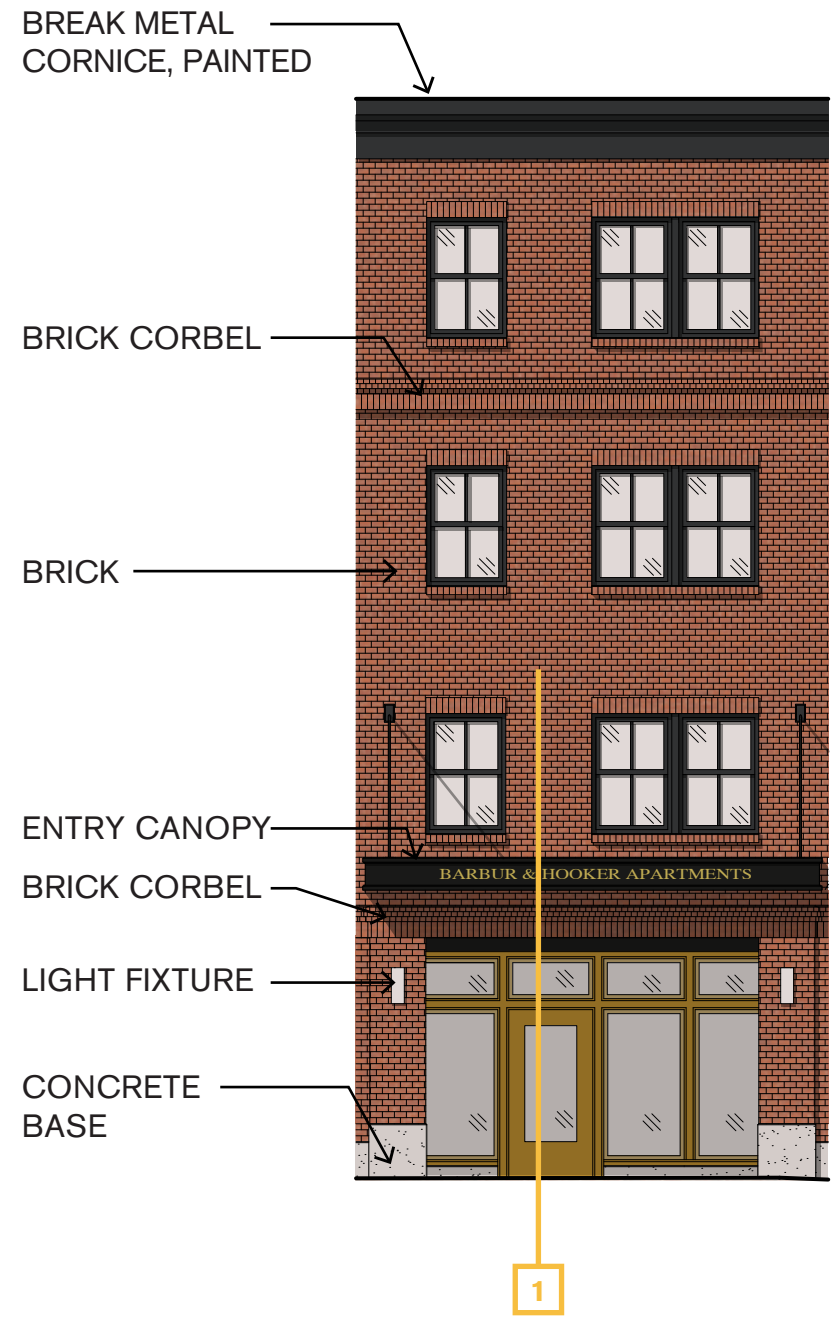 BREAK METAL
CORNICE, PAINTED
BRICK CORBEL
BRICK
ENTRY CANOPY
BARBUR & HOOKER APARTMENTS
BRICK CORBEL
LIGHT FIXTURE
CONCRETE
BASE
1